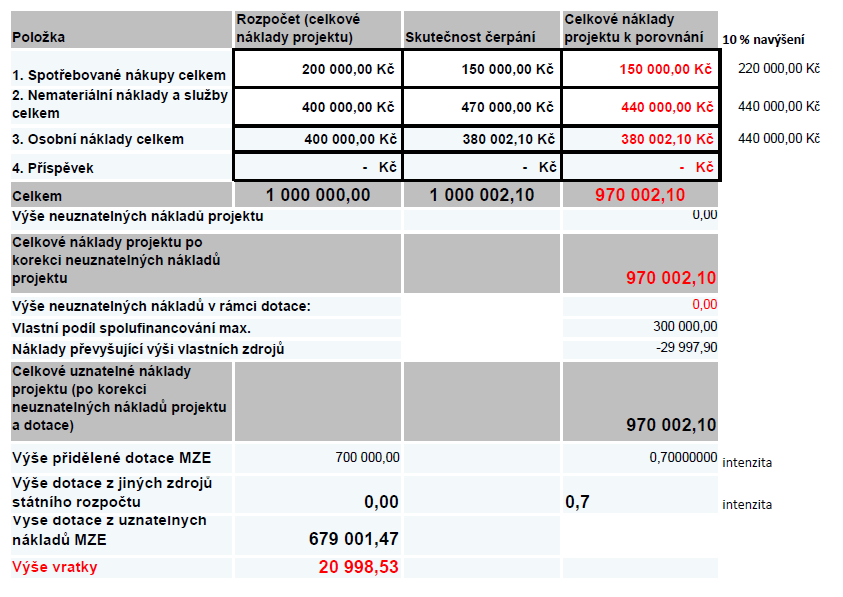 Položka Rozpočet (celkové náklady projektu) Skutečnost čerpání Celkové náklady projektu k porovnání 10 % navýšení
1. Spotřebované nákupy celkem 200 000,00 Kč 150 000,00 Kč 150 000,00 Kč 220 000,00 Kč
2. Nemateriální náklady a služby
celkem 400 000,00 Kč 470 000,00 Kč 440 000,00 Kč 440 000,00 Kč
3. Osobní náklady celkem 400 000,00 Kč 380 002,10 Kč 380 002,10 Kč 440 000,00 Kč
4. Příspěvek - Kč - Kč - Kč
Celkem 1 000 000,00 1 000 002,10 970 002,10
Výše neuznatelných nákladů projektu 0,00
Celkové náklady projektu po
korekci neuznatelných nákladů
projektu 970 002,10
Výše neuznatelných nákladů v rámci dotace: 0,00
Vlastní podíl spolufinancování max. 300 000,00
Náklady převyšující výši vlastních zdrojů -29 997,90
Celkové uznatelné náklady
projektu (po korekci
neuznatelných nákladů projektu
a dotace) 970 002,10
Výše přidělené dotace MZE 700 000,00 0,70000000 intenzita
Výše dotace z jiných zdrojů
státního rozpočtu 0,00 0,7 intenzita
Výše dotace z uznatelných
nákladů MZE 679 001,47
Výše vratky 20 998,53